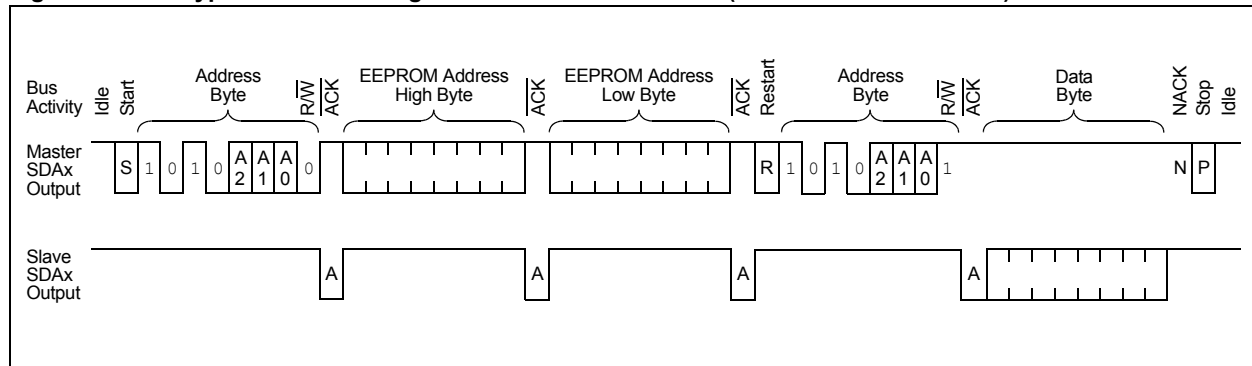 Bus Activity
Idle
Start
Address Byte
R/W
ACK
EEPROM Address High Byte
ACK
EEPROM Address Low Byte
ACK
Restart
Address Byte
R/W
ACK
Data Byte
NACK
Stop
Idle
Master SDAx Output
S 1 0 1 0 A2 A1 A0 0 R 1 0 1 0 A2 A1 A0 1 N P
Slave SDAx Output
A A A A